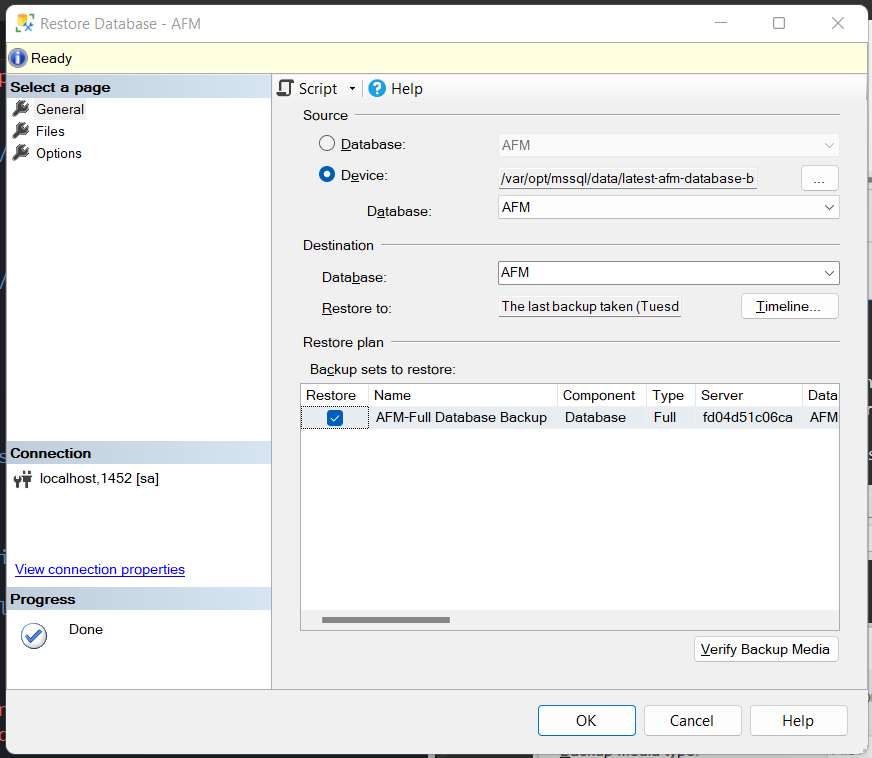 Restore Database - AFM
Ready
Select a page
General
Files
Options
Script
Help
Source
Database:
AFM
Device:
/var/opt/mssql/data/latest-afm-database-b
...
Database:
AFM
Destination
Database:
AFM
Restore to:
The last backup taken (Tuesd
Timeline...
Restore plan
Backup sets to restore:
Restore Name Component Type Server Data
AFM-Full Database Backup Database Full fd04d51c06ca AFM
Connection
localhost,1452 [sa]
View connection properties
Progress
Done
Verify Backup Media
OK Cancel Help